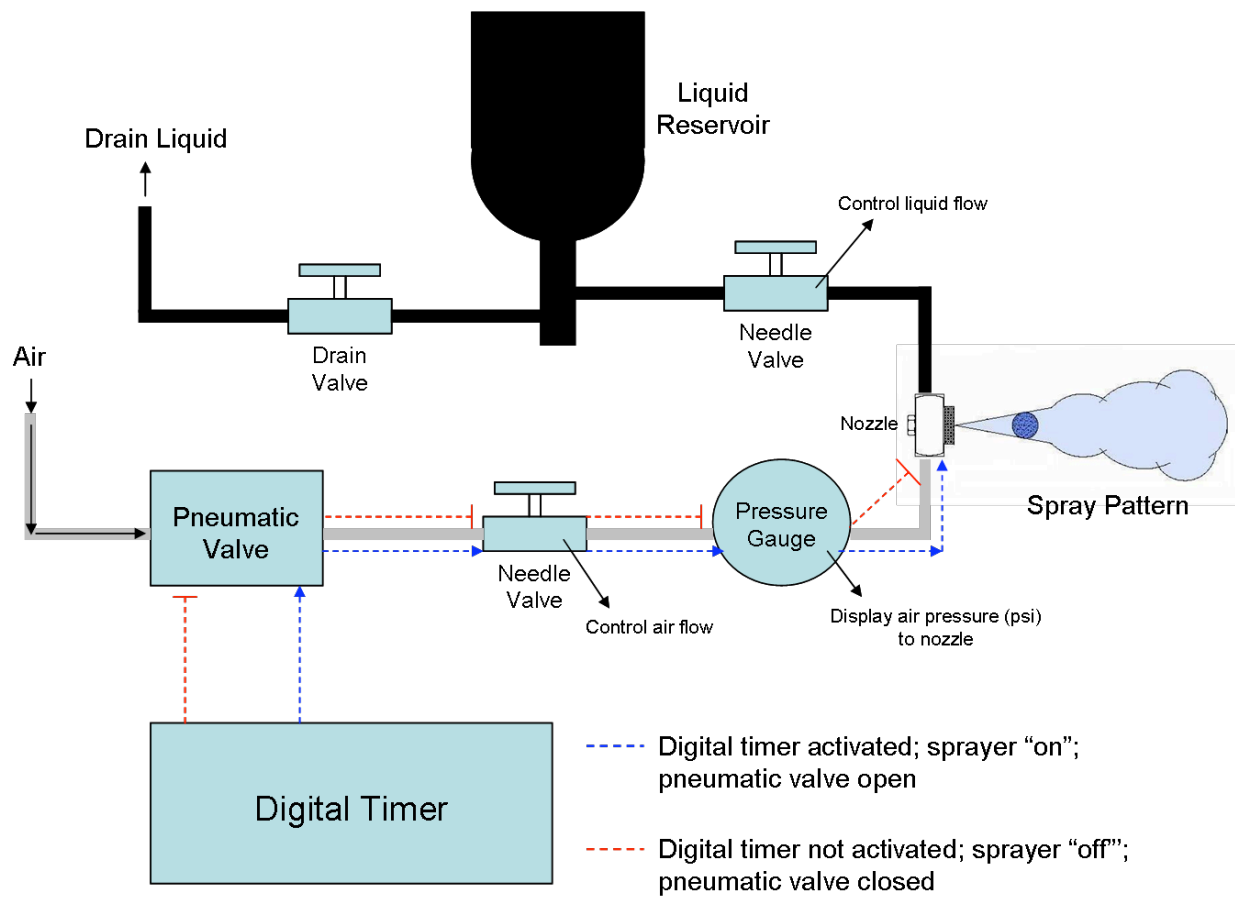 Liquid
Reservoir
Drain Liquid
Control liquid flow
Needle
Valve
Drain
Valve
Air
Nozzle
Spray Pattern
Pneumatic
Valve
Pressure
Gauge
Needle
Valve
Control air flow
Display air pressure (psi)
to nozzle
Digital Timer
Digital timer activated; sprayer “on”;
pneumatic valve open
Digital timer not activated; sprayer “off”’;
pneumatic valve closed